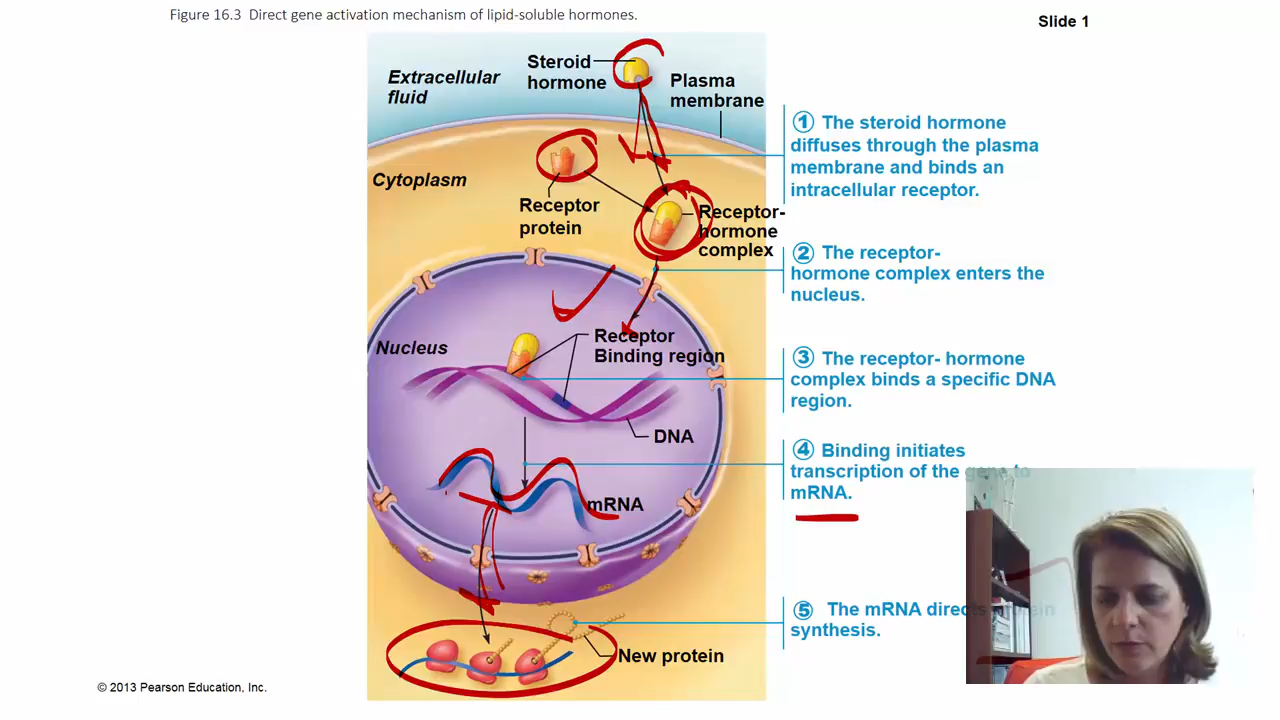 Figure 16.3 Direct gene activation mechanism of lipid-soluble hormones.
Slide 1
Steroid
hormone
Extracellular
fluid
Plasma
membrane
Cytoplasm
Receptor
protein
Receptor-
hormone
complex
Nucleus
Receptor
Binding region
DNA
mRNA
New protein
① The steroid hormone
diffuses through the plasma
membrane and binds an
intracellular receptor.
② The receptor-
hormone complex enters the
nucleus.
③ The receptor- hormone
complex binds a specific DNA
region.
④ Binding initiates
transcription of the gene to
mRNA.
⑤ The mRNA directs protein
synthesis.
© 2013 Pearson Education, Inc.